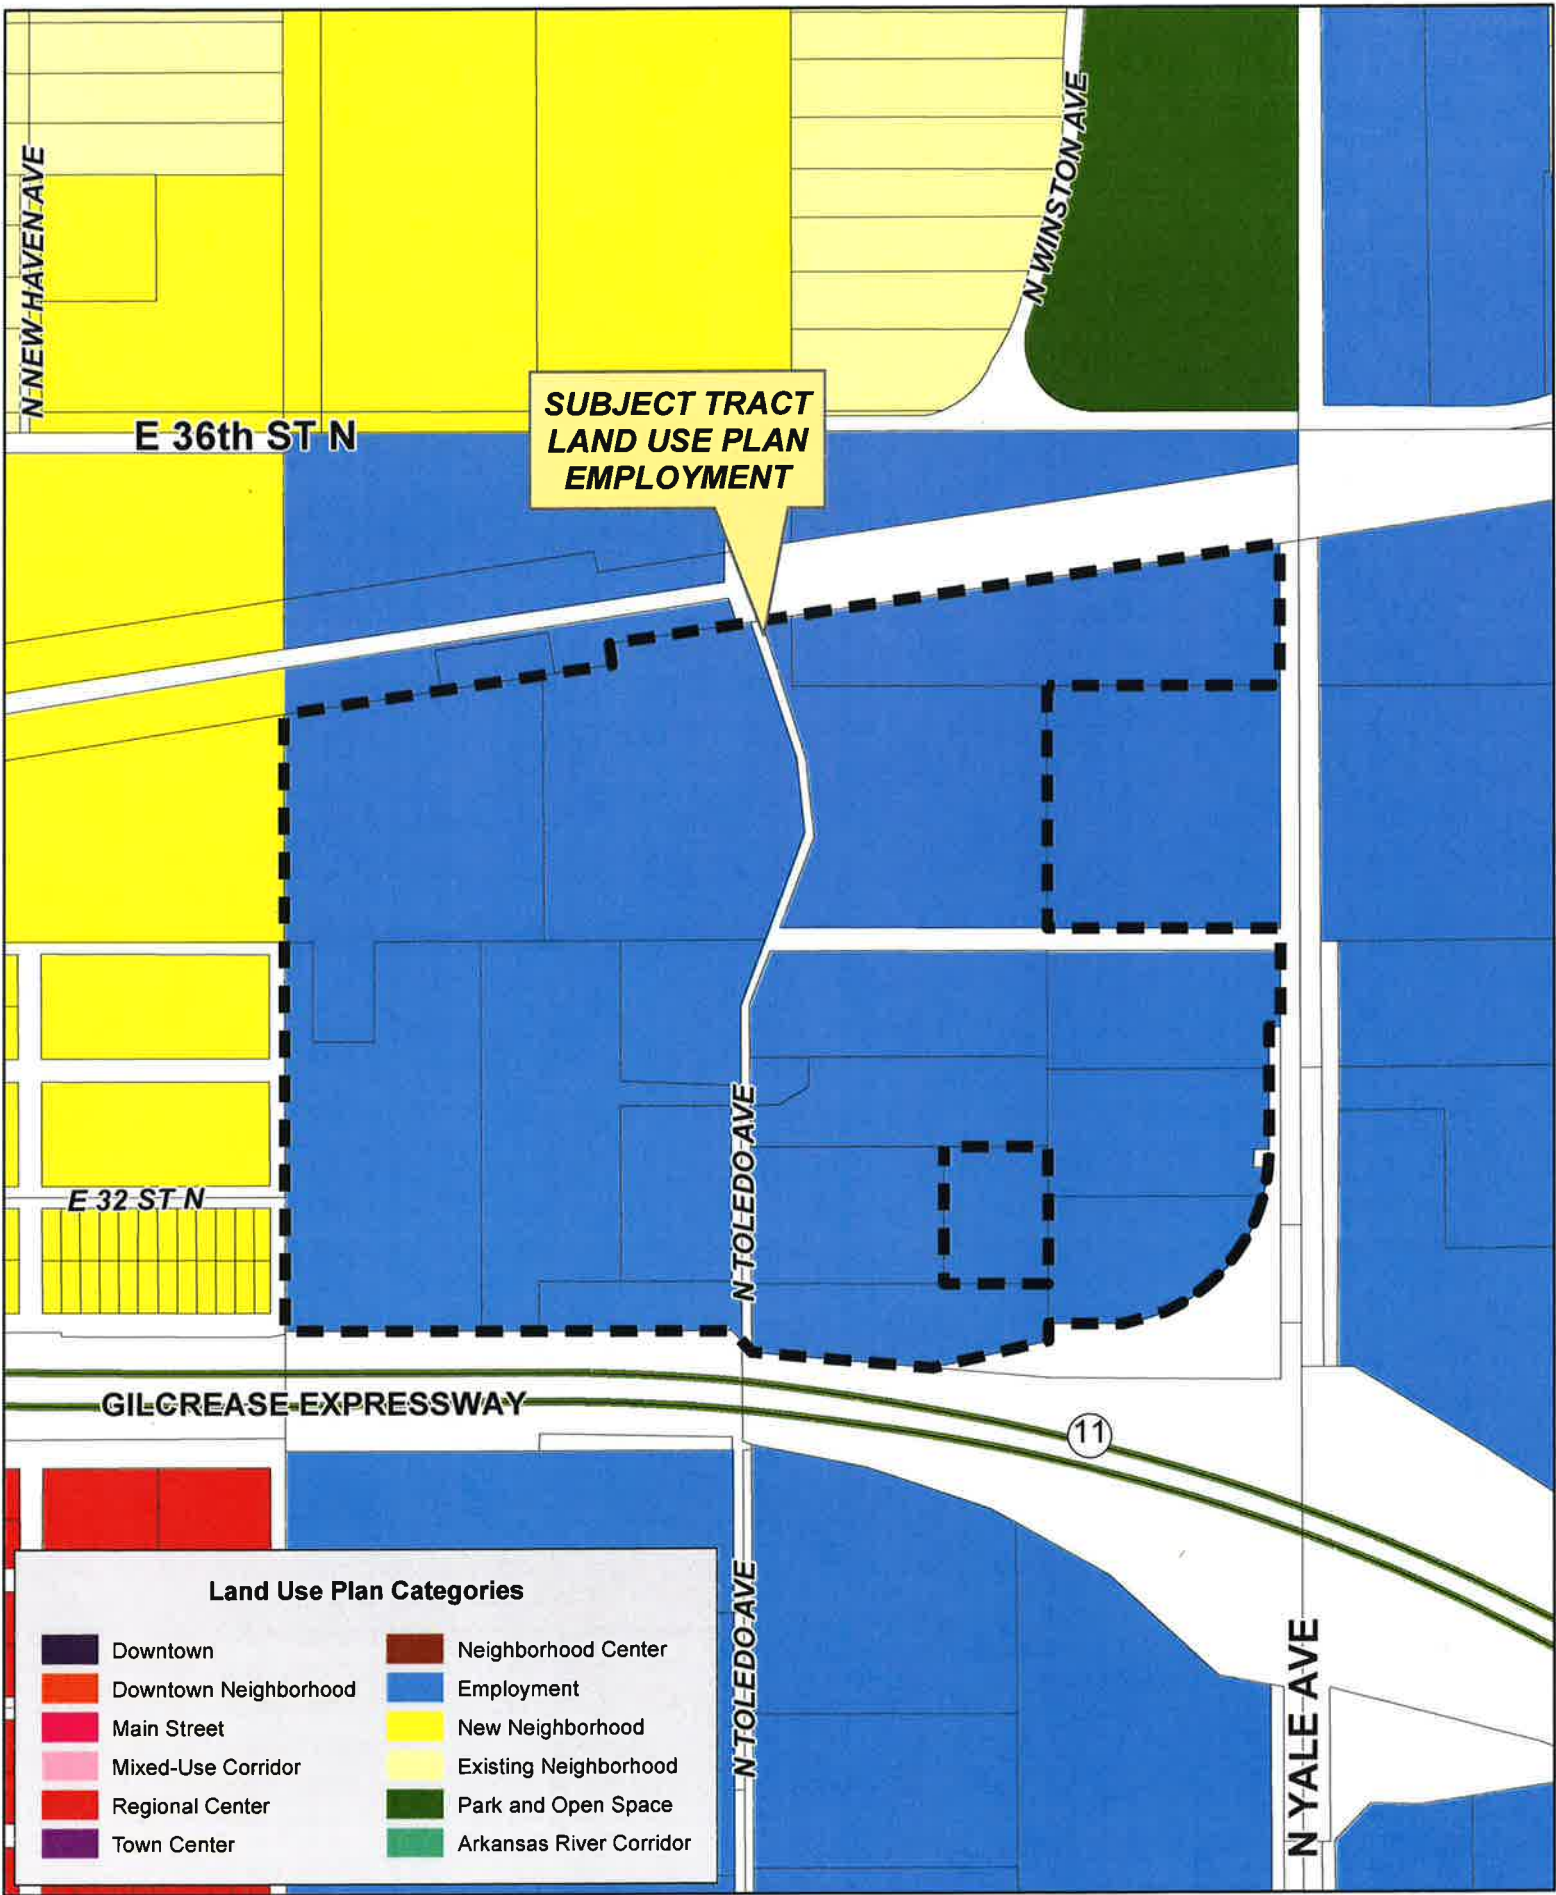 N NEW HAVEN AVE
N WINSTON AVE
E 36th ST N
SUBJECT TRACT
LAND USE PLAN
EMPLOYMENT
N TOLEDO AVE
E 32 ST N
GILCREASE EXPRESSWAY
11
N TOLEDO AVE
N YALE AVE
Land Use Plan Categories
Downtown
Downtown Neighborhood
Main Street
Mixed-Use Corridor
Regional Center
Town Center
Neighborhood Center
Employment
New Neighborhood
Existing Neighborhood
Park and Open Space
Arkansas River Corridor